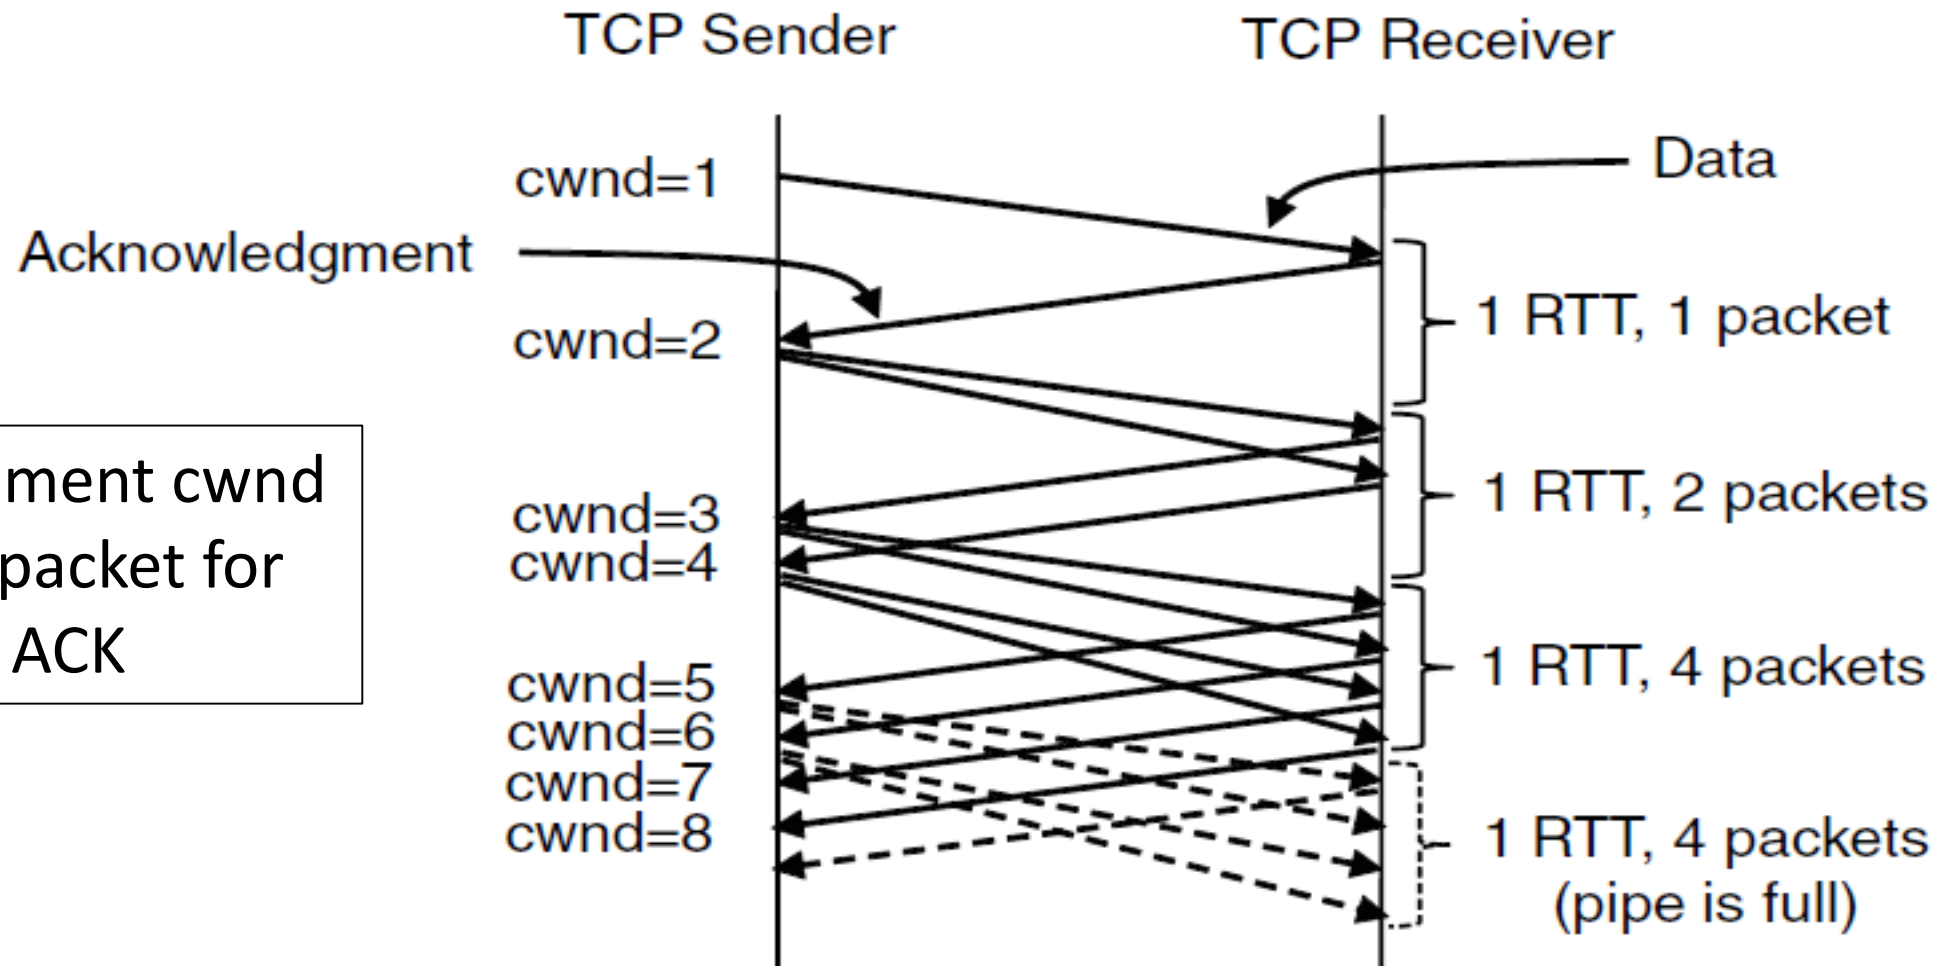 TCP Sender
TCP Receiver
cwnd=1
Data
Acknowledgment
1 RTT, 1 packet
cwnd=2
ment cwnd
packet for
ACK
1 RTT, 2 packets
cwnd=3
cwnd=4
1 RTT, 4 packets
cwnd=5
cwnd=6
cwnd=7
cwnd=8
1 RTT, 4 packets
(pipe is full)